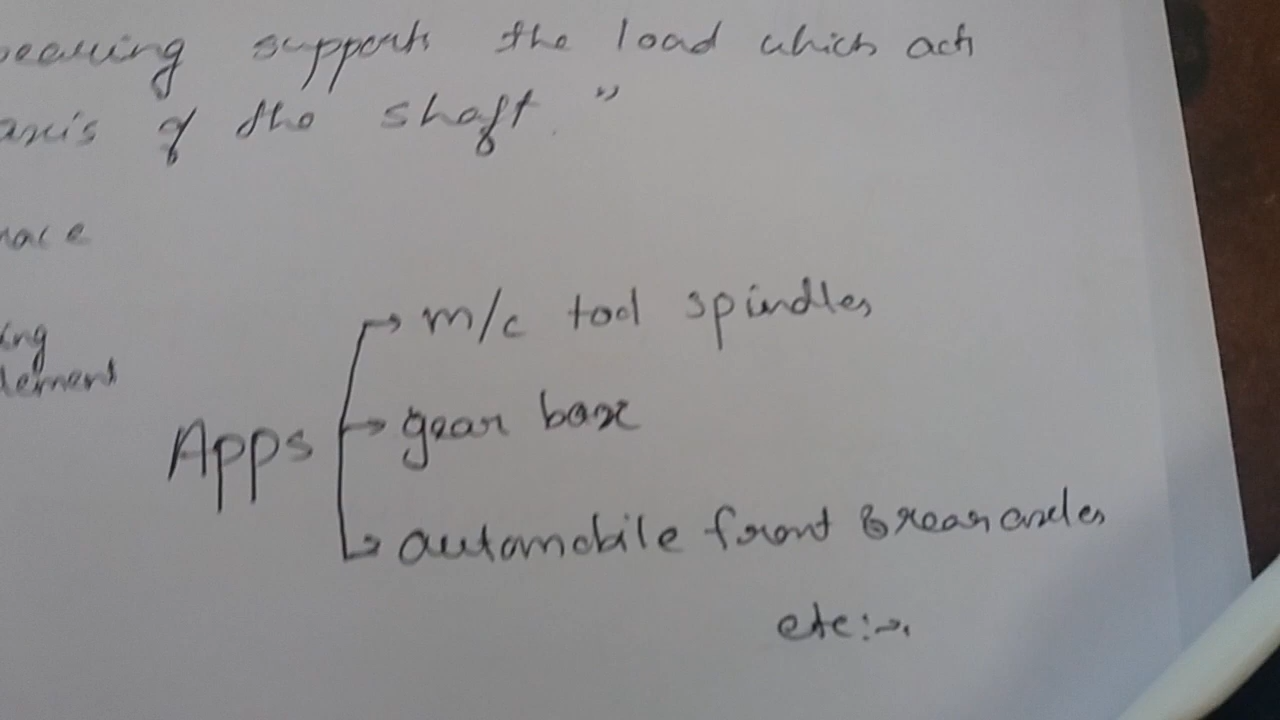 bearing supports the load which acts
axis of the shaft."
race
ing
lement
m/c tool spindles
Apps gear box
automobile front & rear axles
etc:-.